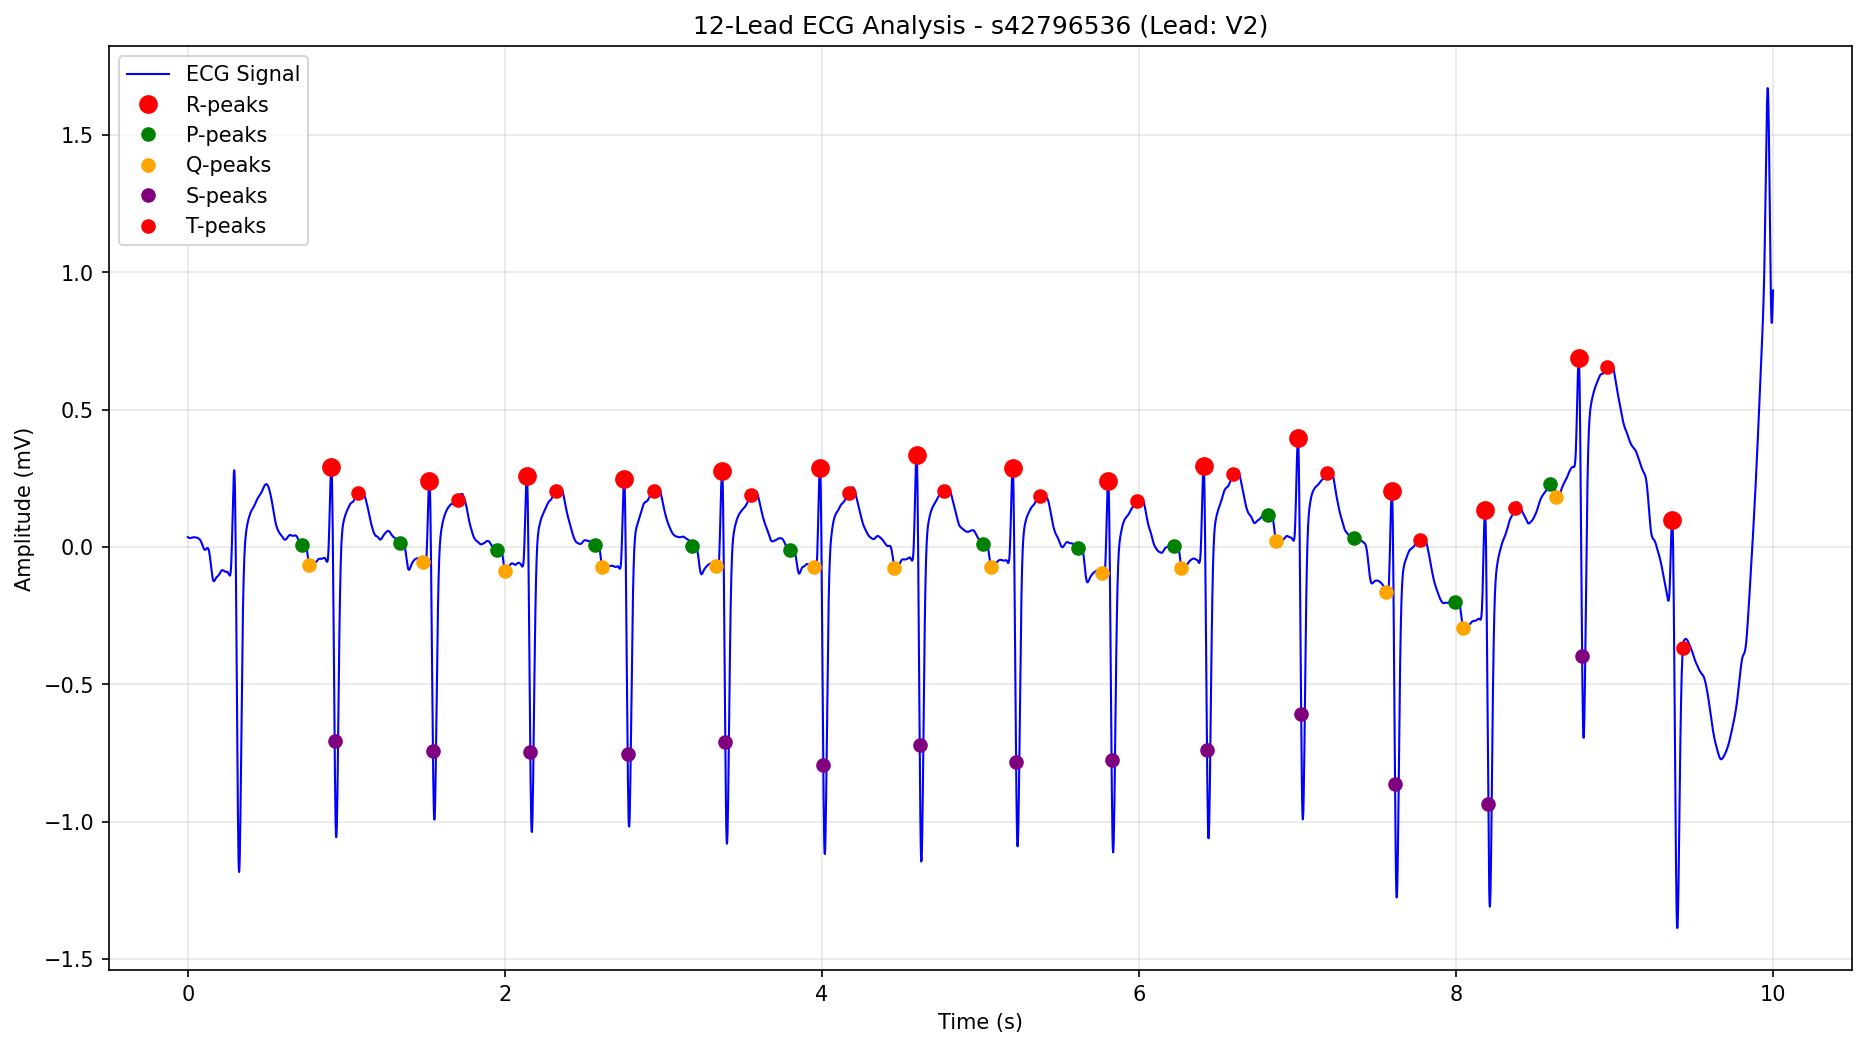 12-Lead ECG Analysis - s42796536 (Lead: V2)
ECG Signal
R-peaks
P-peaks
Q-peaks
S-peaks
T-peaks
1.5
1.0
0.5
0.0
−0.5
−1.0
−1.5
Amplitude (mV)
0 2 4 6 8 10
Time (s)